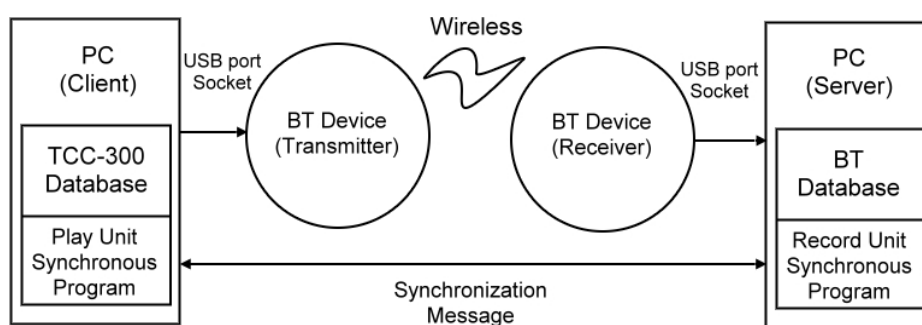 PC
(Client)
TCC-300
Database
Play Unit
Synchronous
Program
USB port
Socket
BT Device
(Transmitter)
Wireless
BT Device
(Receiver)
USB port
Socket
PC
(Server)
BT
Database
Record Unit
Synchronous
Program
Synchronization
Message